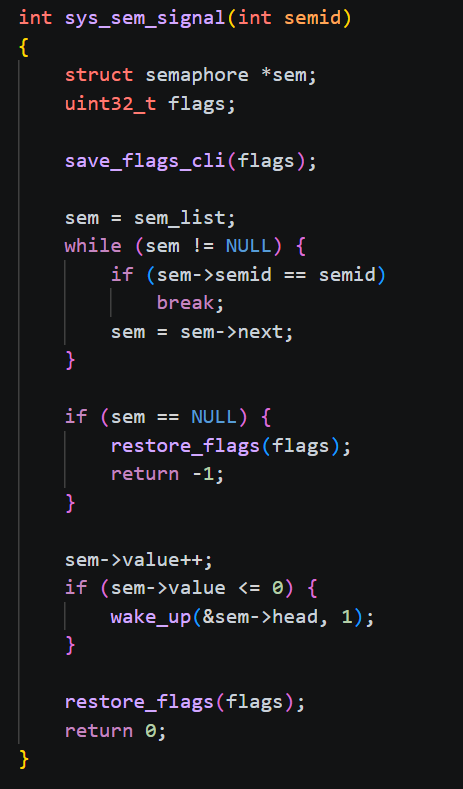 int sys_sem_signal(int semid)
{
    struct semaphore *sem;
    uint32_t flags;

    save_flags_cli(flags);

    sem = sem_list;
    while (sem != NULL) {
        if (sem->semid == semid)
            break;
        sem = sem->next;
    }

    if (sem == NULL) {
        restore_flags(flags);
        return -1;
    }

    sem->value++;
    if (sem->value <= 0) {
        wake_up(&sem->head, 1);
    }

    restore_flags(flags);
    return 0;
}